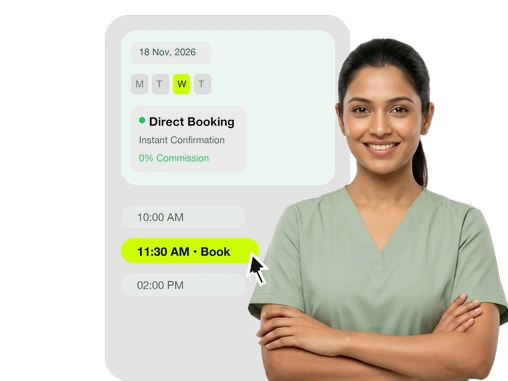 18 Nov, 2026
M T W T
Direct Booking
Instant Confirmation
0% Commission
10:00 AM
11:30 AM • Book
02:00 PM